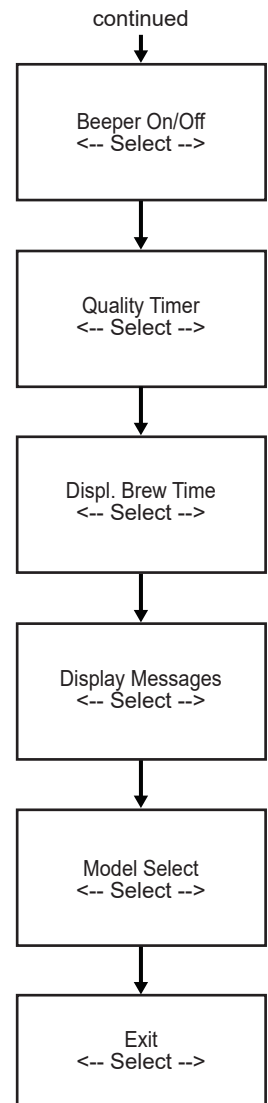 continued
Beeper On/Off
<-- Select -->
Quality Timer
<-- Select -->
Displ. Brew Time
<-- Select -->
Display Messages
<-- Select -->
Model Select
<-- Select -->
Exit
<-- Select -->